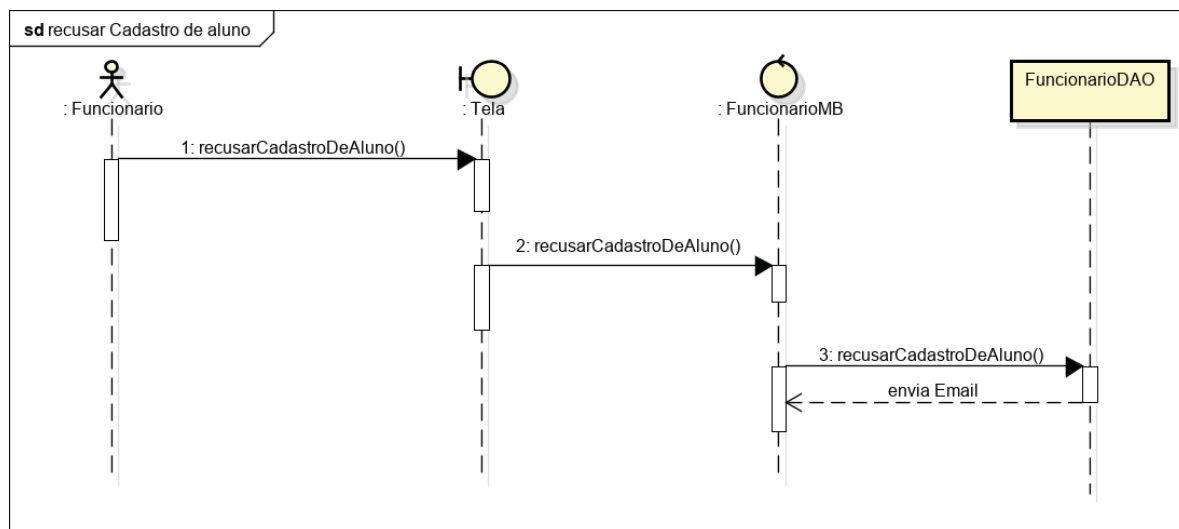 sd recusar Cadastro de aluno
: Funcionario
: Tela
: FuncionarioMB
FuncionarioDAO
1: recusarCadastroDeAluno()
2: recusarCadastroDeAluno()
3: recusarCadastroDeAluno()
envia Email